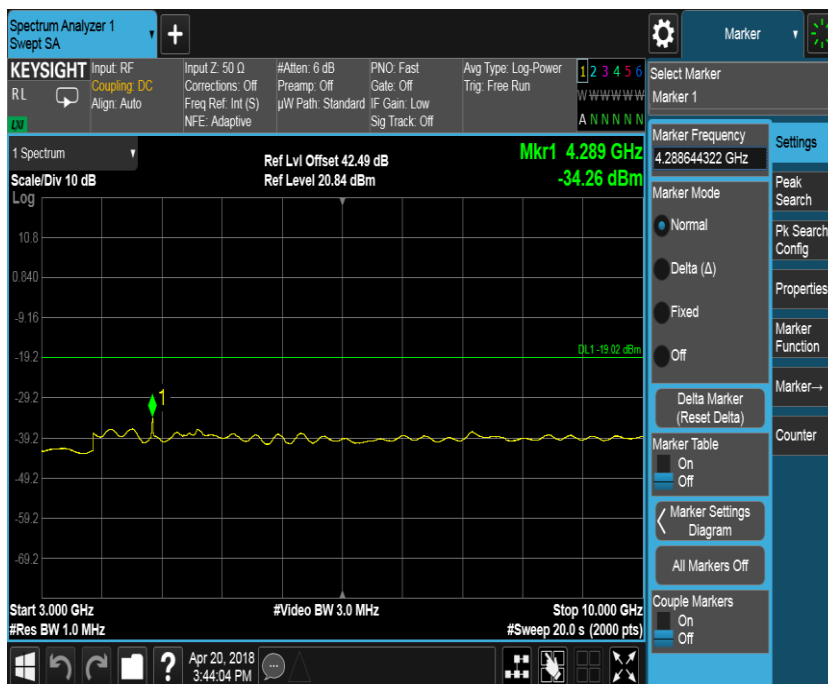 Spectrum Analyzer 1
Swept SA
+
Marker
KEYSIGHT
RL
LXI
Input: RF
Coupling: DC
Align: Auto
Input Z: 50 Ω
Corrections: Off
Freq Ref: Int (S)
NFE: Adaptive
#Atten: 6 dB
Preamp: Off
µW Path: Standard
PNO: Fast
Gate: Off
IF Gain: Low
Sig Track: Off
Avg Type: Log-Power
Trig: Free Run
1 2 3 4 5 6
W W W W W W
A N N N N N
Select Marker
Marker 1
1 Spectrum
Scale/Div 10 dB
Ref Lvl Offset 42.49 dB
Ref Level 20.84 dBm
Mkr1 4.289 GHz
-34.26 dBm
Log
10.8
0.840
-9.16
-19.2
-29.2
-39.2
-49.2
-59.2
-69.2
DL1 -19.02 dBm
1
Start 3.000 GHz
#Res BW 1.0 MHz
#Video BW 3.0 MHz
Stop 10.000 GHz
#Sweep 20.0 s (2000 pts)
Marker Frequency
4.288644322 GHz
Marker Mode
Normal
Delta (Δ)
Fixed
Off
Delta Marker
(Reset Delta)
Marker Table
On
Off
Marker Settings
Diagram
All Markers Off
Couple Markers
On
Off
Settings
Peak
Search
Pk Search
Config
Properties
Marker
Function
Marker→
Counter
?
Apr 20, 2018
3:44:04 PM